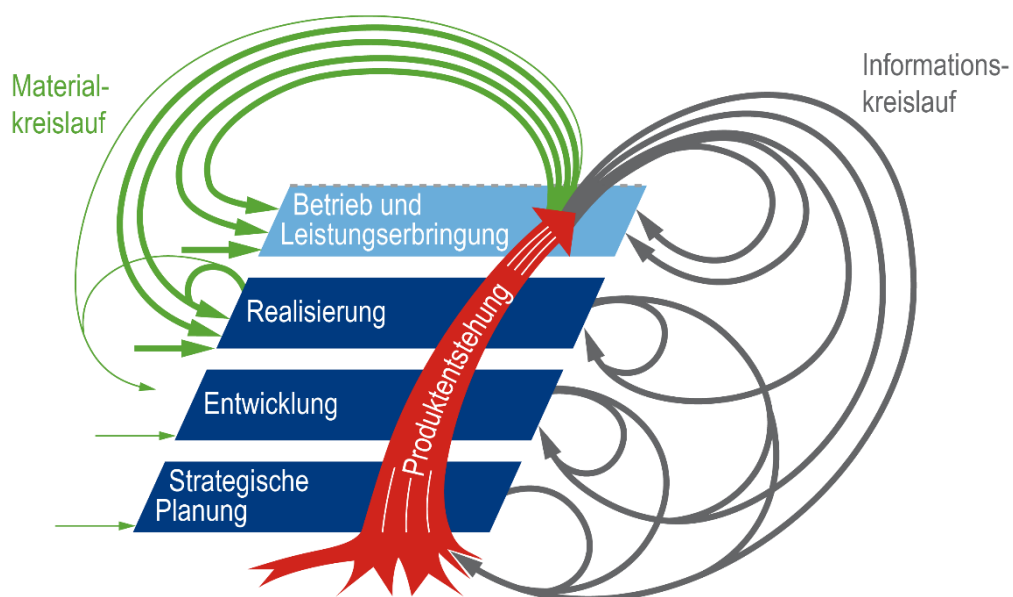 Material-
kreislauf
Informations-
kreislauf
Betrieb und
Leistungserbringung
Realisierung
Entwicklung
Strategische
Planung
Produktentstehung